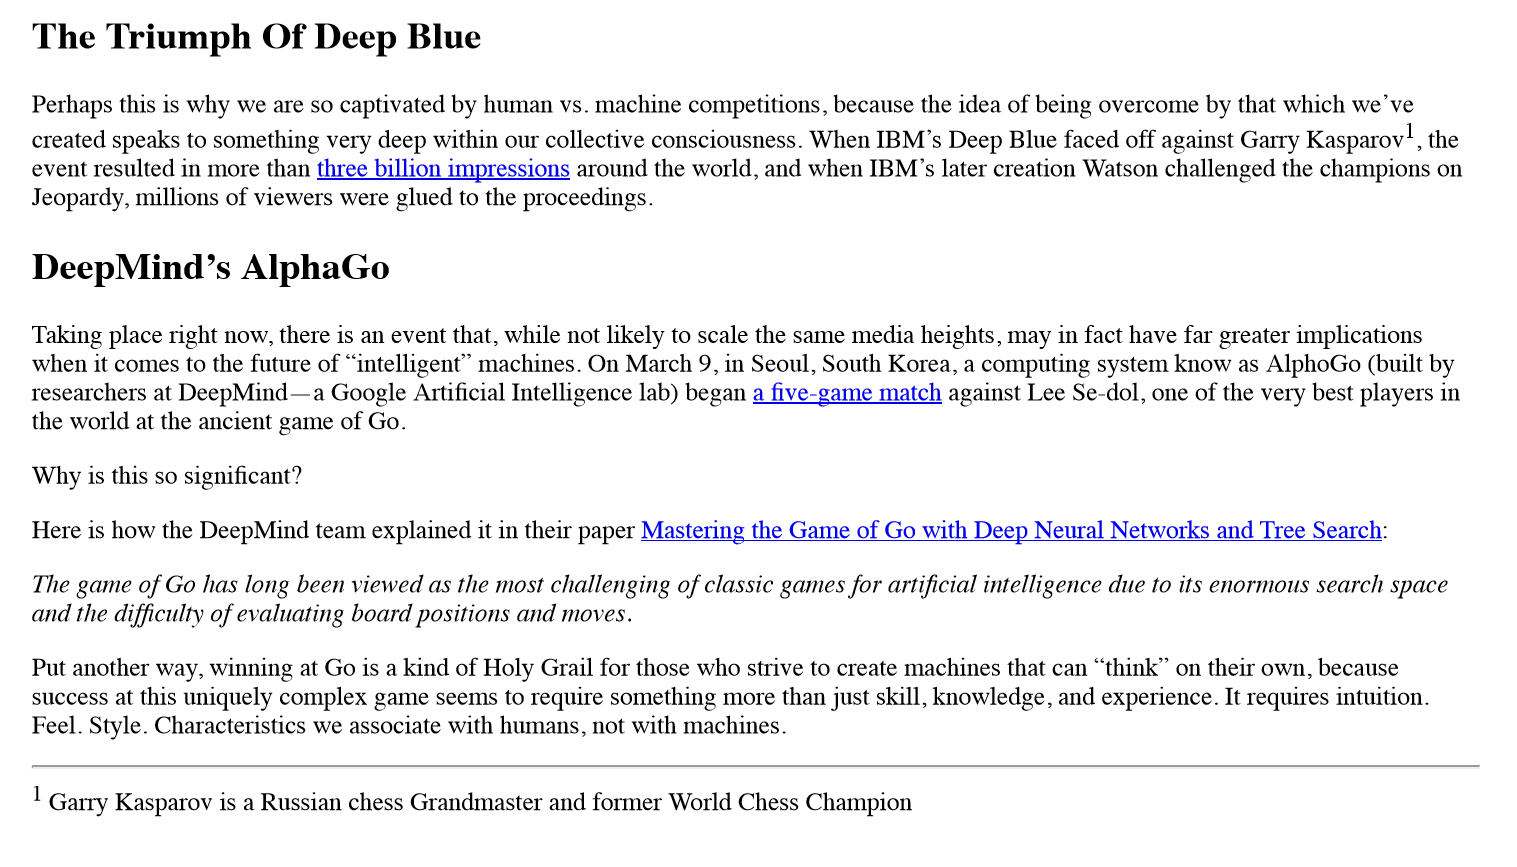 The Triumph Of Deep Blue
Perhaps this is why we are so captivated by human vs. machine competitions, because the idea of being overcome by that which we’ve
created speaks to something very deep within our collective consciousness. When IBM’s Deep Blue faced off against Garry Kasparov1, the
event resulted in more than three billion impressions around the world, and when IBM’s later creation Watson challenged the champions on
Jeopardy, millions of viewers were glued to the proceedings.
DeepMind’s AlphaGo
Taking place right now, there is an event that, while not likely to scale the same media heights, may in fact have far greater implications
when it comes to the future of “intelligent” machines. On March 9, in Seoul, South Korea, a computing system know as AlphoGo (built by
researchers at DeepMind—a Google Artificial Intelligence lab) began a five-game match against Lee Se-dol, one of the very best players in
the world at the ancient game of Go.
Why is this so significant?
Here is how the DeepMind team explained it in their paper Mastering the Game of Go with Deep Neural Networks and Tree Search:
The game of Go has long been viewed as the most challenging of classic games for artificial intelligence due to its enormous search space
and the difficulty of evaluating board positions and moves.
Put another way, winning at Go is a kind of Holy Grail for those who strive to create machines that can “think” on their own, because
success at this uniquely complex game seems to require something more than just skill, knowledge, and experience. It requires intuition.
Feel. Style. Characteristics we associate with humans, not with machines.
1 Garry Kasparov is a Russian chess Grandmaster and former World Chess Champion